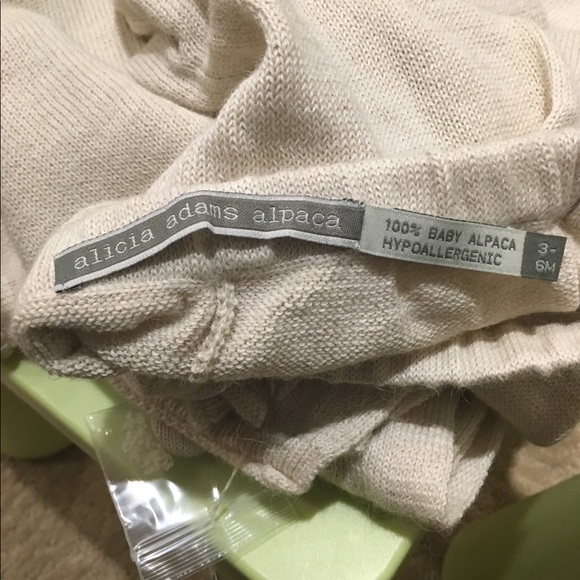 alicia adams alpaca
100% BABY ALPACA
HYPOALLERGENIC
3-
6M